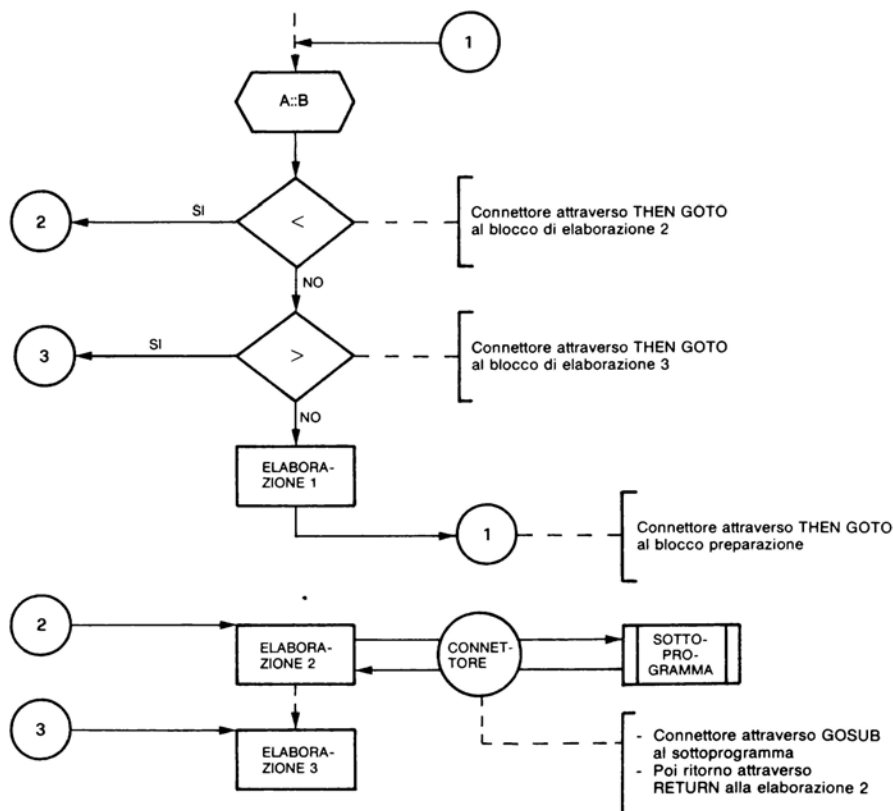 1
A::B
SI
2
<
Connettore attraverso THEN GOTO
al blocco di elaborazione 2
NO
SI
3
>
Connettore attraverso THEN GOTO
al blocco di elaborazione 3
NO
ELABORA-
ZIONE 1
1
Connettore attraverso THEN GOTO
al blocco preparazione
2
ELABORA-
ZIONE 2
CONNET-
TORE
SOTTO-
PRO-
GRAMMA
3
ELABORA-
ZIONE 3
- Connettore attraverso GOSUB
al sottoprogramma
- Poi ritorno attraverso
RETURN alla elaborazione 2